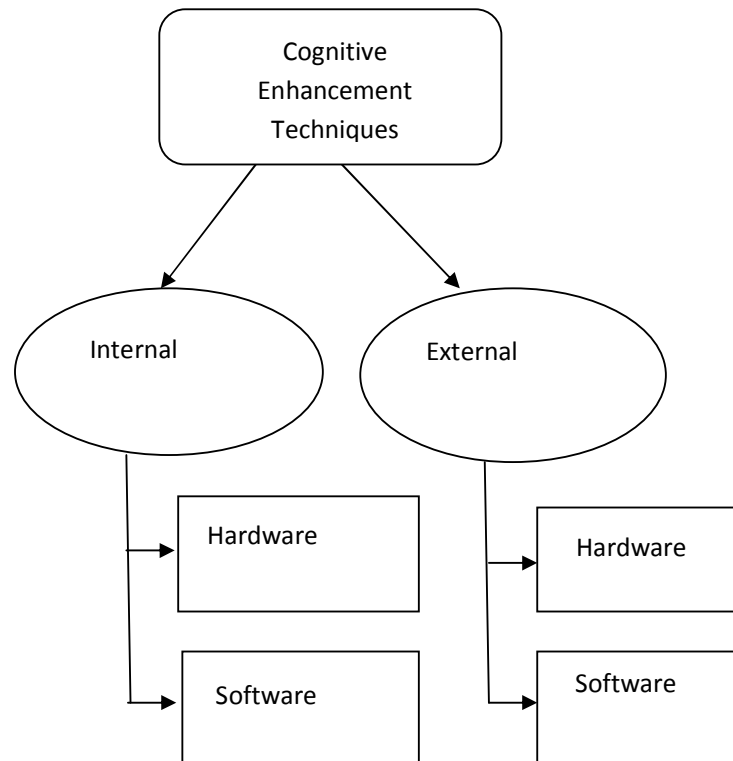 Cognitive
Enhancement
Techniques
Internal
External
Hardware
Hardware
Software
Software